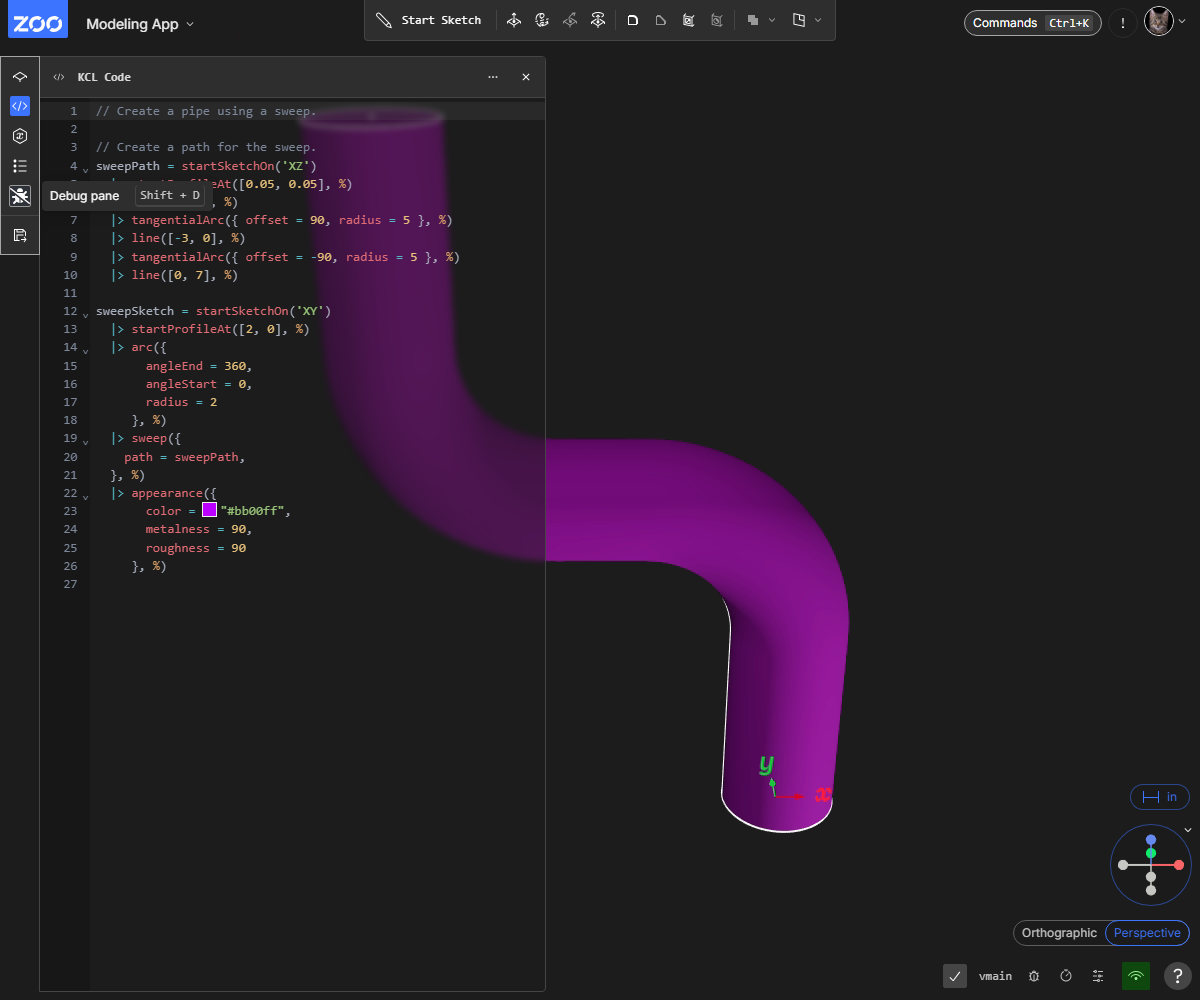 ZOO
Modeling App
Start Sketch
Commands Ctrl+K
!
KCL Code
1 // Create a pipe using a sweep.
2
3 // Create a path for the sweep.
4 sweepPath = startSketchOn('XZ')
At([0.05, 0.05], %)
, %)
Debug pane Shift + D
7 |> tangentialArc({ offset = 90, radius = 5 }, %)
8 |> line([-3, 0], %)
9 |> tangentialArc({ offset = -90, radius = 5 }, %)
10 |> line([0, 7], %)
11
12 sweepSketch = startSketchOn('XY')
13 |> startProfileAt([2, 0], %)
14 |> arc({
15 angleEnd = 360,
16 angleStart = 0,
17 radius = 2
18 }, %)
19 |> sweep({
20 path = sweepPath,
21 }, %)
22 |> appearance({
23 color = "#bb00ff",
24 metalness = 90,
25 roughness = 90
26 }, %)
27
y
x
in
Orthographic Perspective
vmain
?